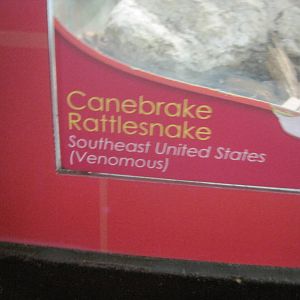 Canebrake
Rattlesnake
Southeast United States
(Venomous)